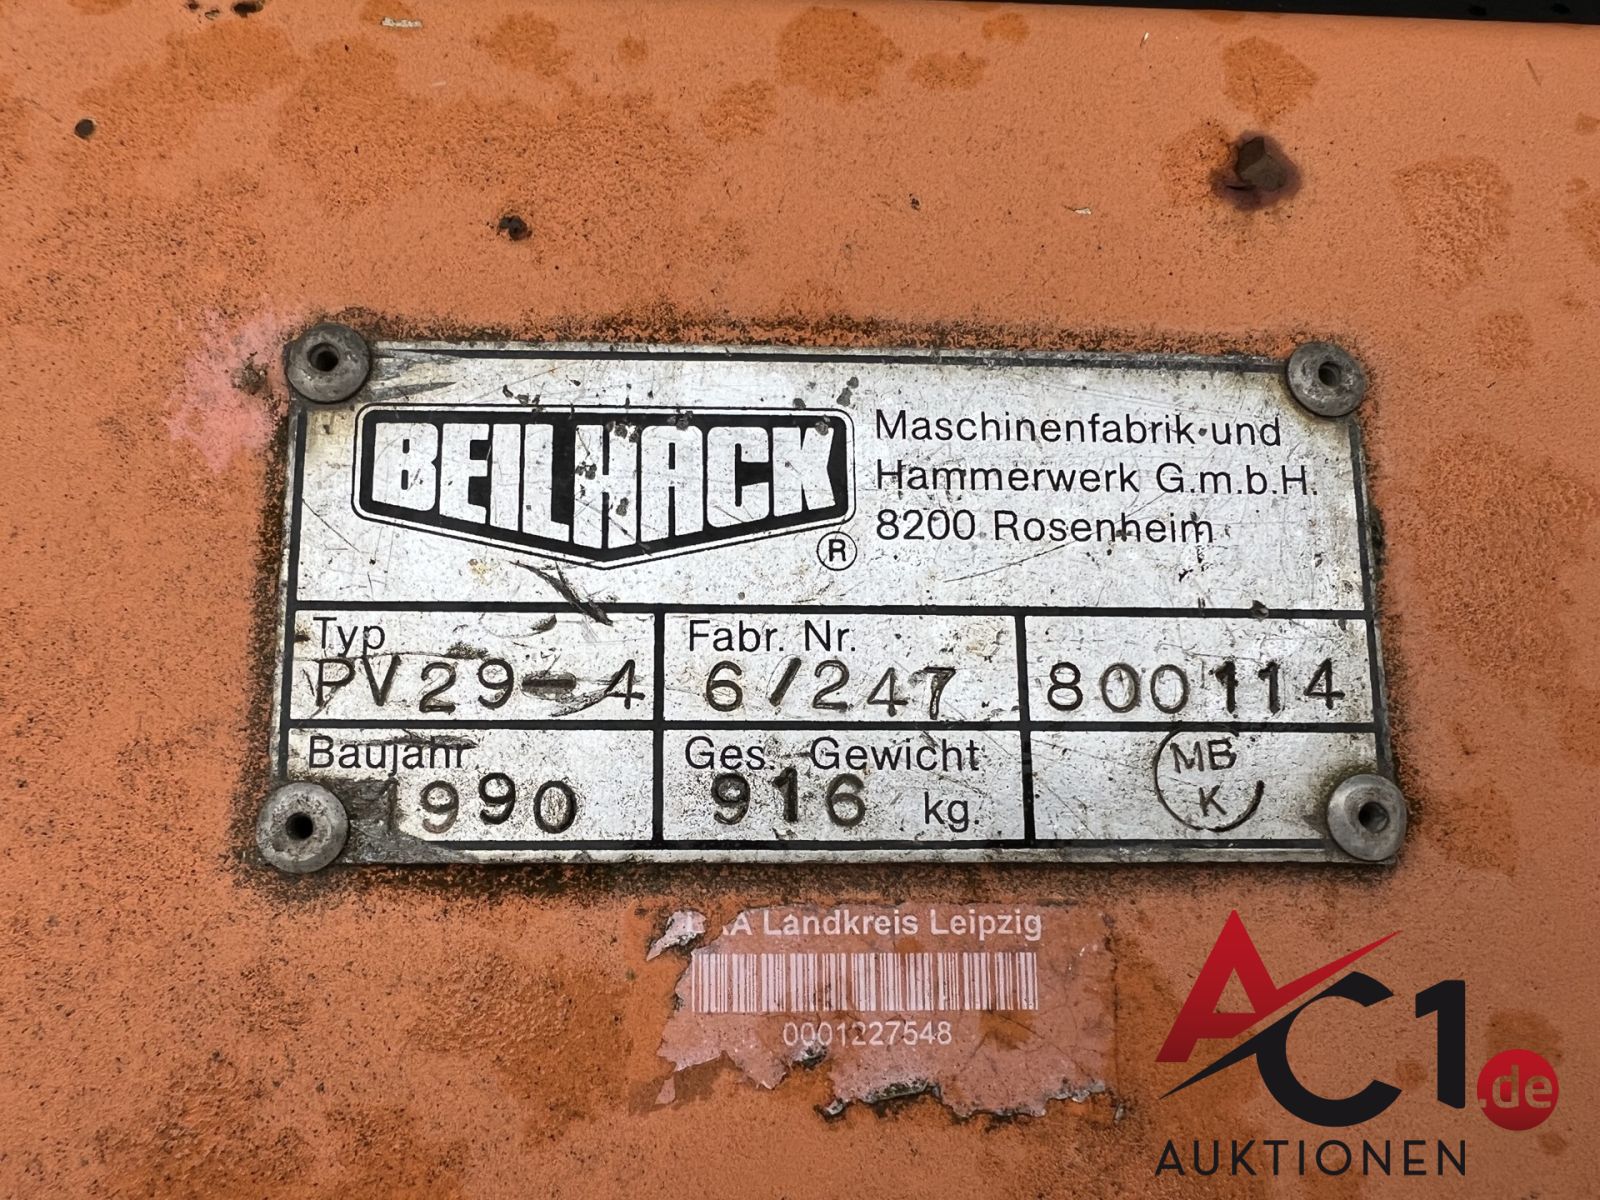 BEILHACK
®
Maschinenfabrik und
Hammerwerk G.m.b.H.
8200 Rosenheim
Typ
PV29-4
Fabr. Nr.
6/247
800114
Baujahr
1990
Ges. Gewicht
916 kg.
MB
K
Landkreis Leipzig
0001227548
AC1.de
AUKTIONEN